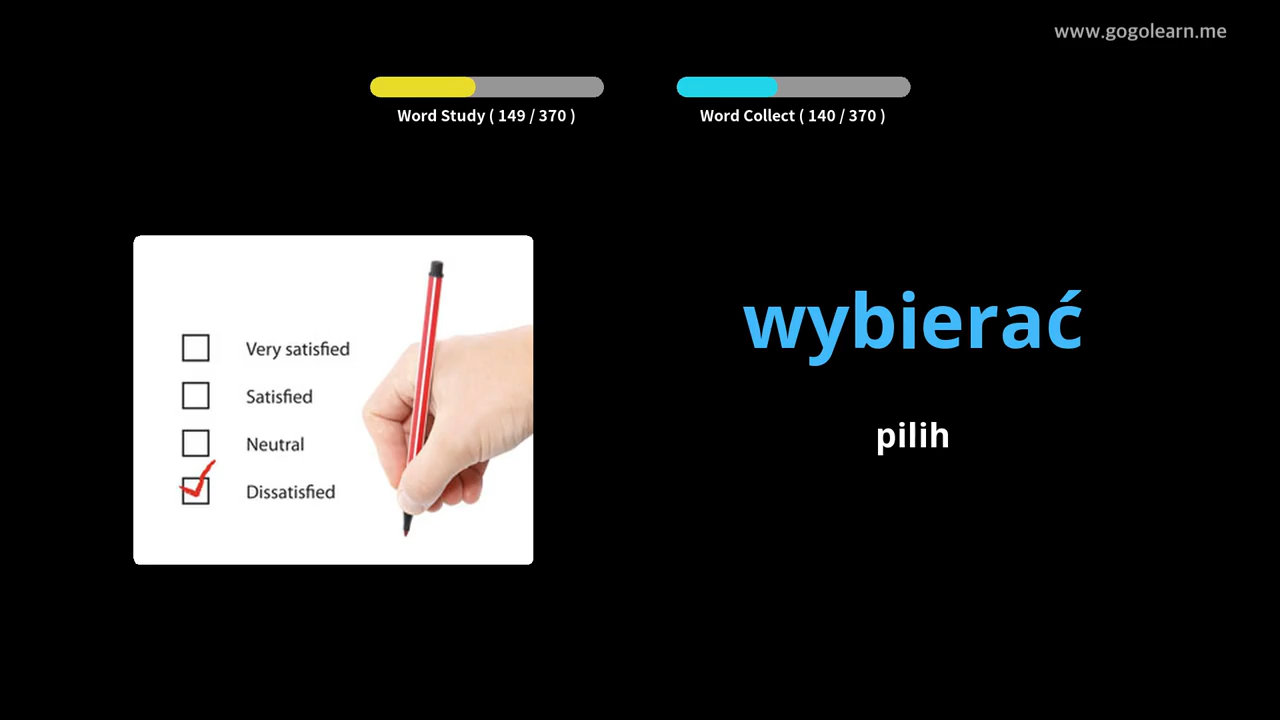 www.gogolearn.me
Word Study ( 149 / 370 )
Word Collect ( 140 / 370 )
Very satisfied
Satisfied
Neutral
Dissatisfied
wybierać
pilih